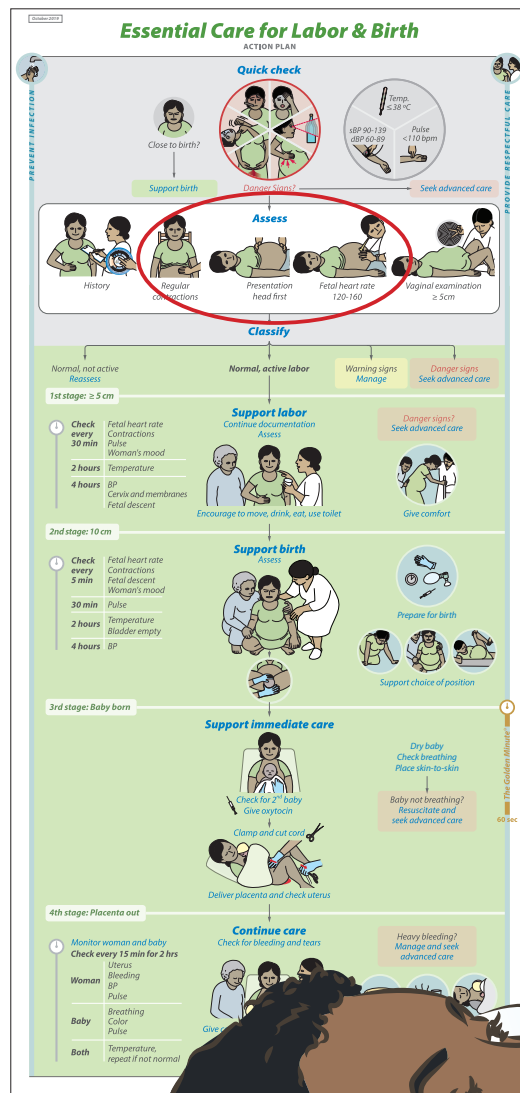 October 2019
Essential Care for Labor & Birth
ACTION PLAN
PREVENT INFECTION
PROVIDE RESPECTFUL CARE
Quick check
Temp.
≤38 ºC
sBP 90-139
dBP 60-89
Pulse
<110 bpm
Close to birth?
Support birth
Danger Signs?
Seek advanced care
Assess
History
Regular
contractions
Presentation
head first
Fetal heart rate
120-160
Vaginal examination
≥ 5cm
Classify
Normal, not active
Reassess
Normal, active labor
Warning signs
Manage
Danger signs
Seek advanced care
1st stage: ≥ 5 cm
Support labor
Continue documentation
Assess
Check
every
30 min
Fetal heart rate
Contractions
Pulse
Woman's mood
2 hours
Temperature
4 hours
BP
Cervix and membranes
Fetal descent
Encourage to move, drink, eat, use toilet
Danger signs?
Seek advanced care
Give comfort
2nd stage: 10 cm
Support birth
Assess
Check
every
5 min
Fetal heart rate
Contractions
Fetal descent
Woman's mood
30 min
Pulse
2 hours
Temperature
Bladder empty
4 hours
BP
Prepare for birth
Support choice of position
3rd stage: Baby born
Support immediate care
Check for 2nd baby
Give oxytocin
Clamp and cut cord
Deliver placenta and check uterus
Dry baby
Check breathing
Place skin-to-skin
Baby not breathing?
Resuscitate and
seek advanced care
The Golden Minute®
60 sec
4th stage: Placenta out
Continue care
Check for bleeding and tears
Monitor woman and baby
Check every 15 min for 2 hrs
Woman
Uterus
Bleeding
BP
Pulse
Baby
Breathing
Color
Pulse
Both
Temperature,
repeat if not normal
Heavy bleeding?
Manage and seek
advanced care
Give